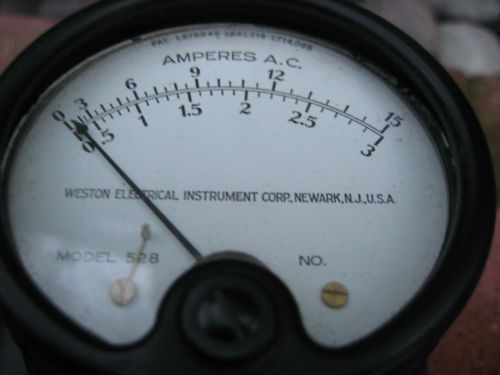 AMPERES A.C.
0 3 6 9 12 15
0 .5 1 1.5 2 2.5 3
WESTON ELECTRICAL INSTRUMENT CORP., NEWARK, N.J., U.S.A.
MODEL 528 NO.